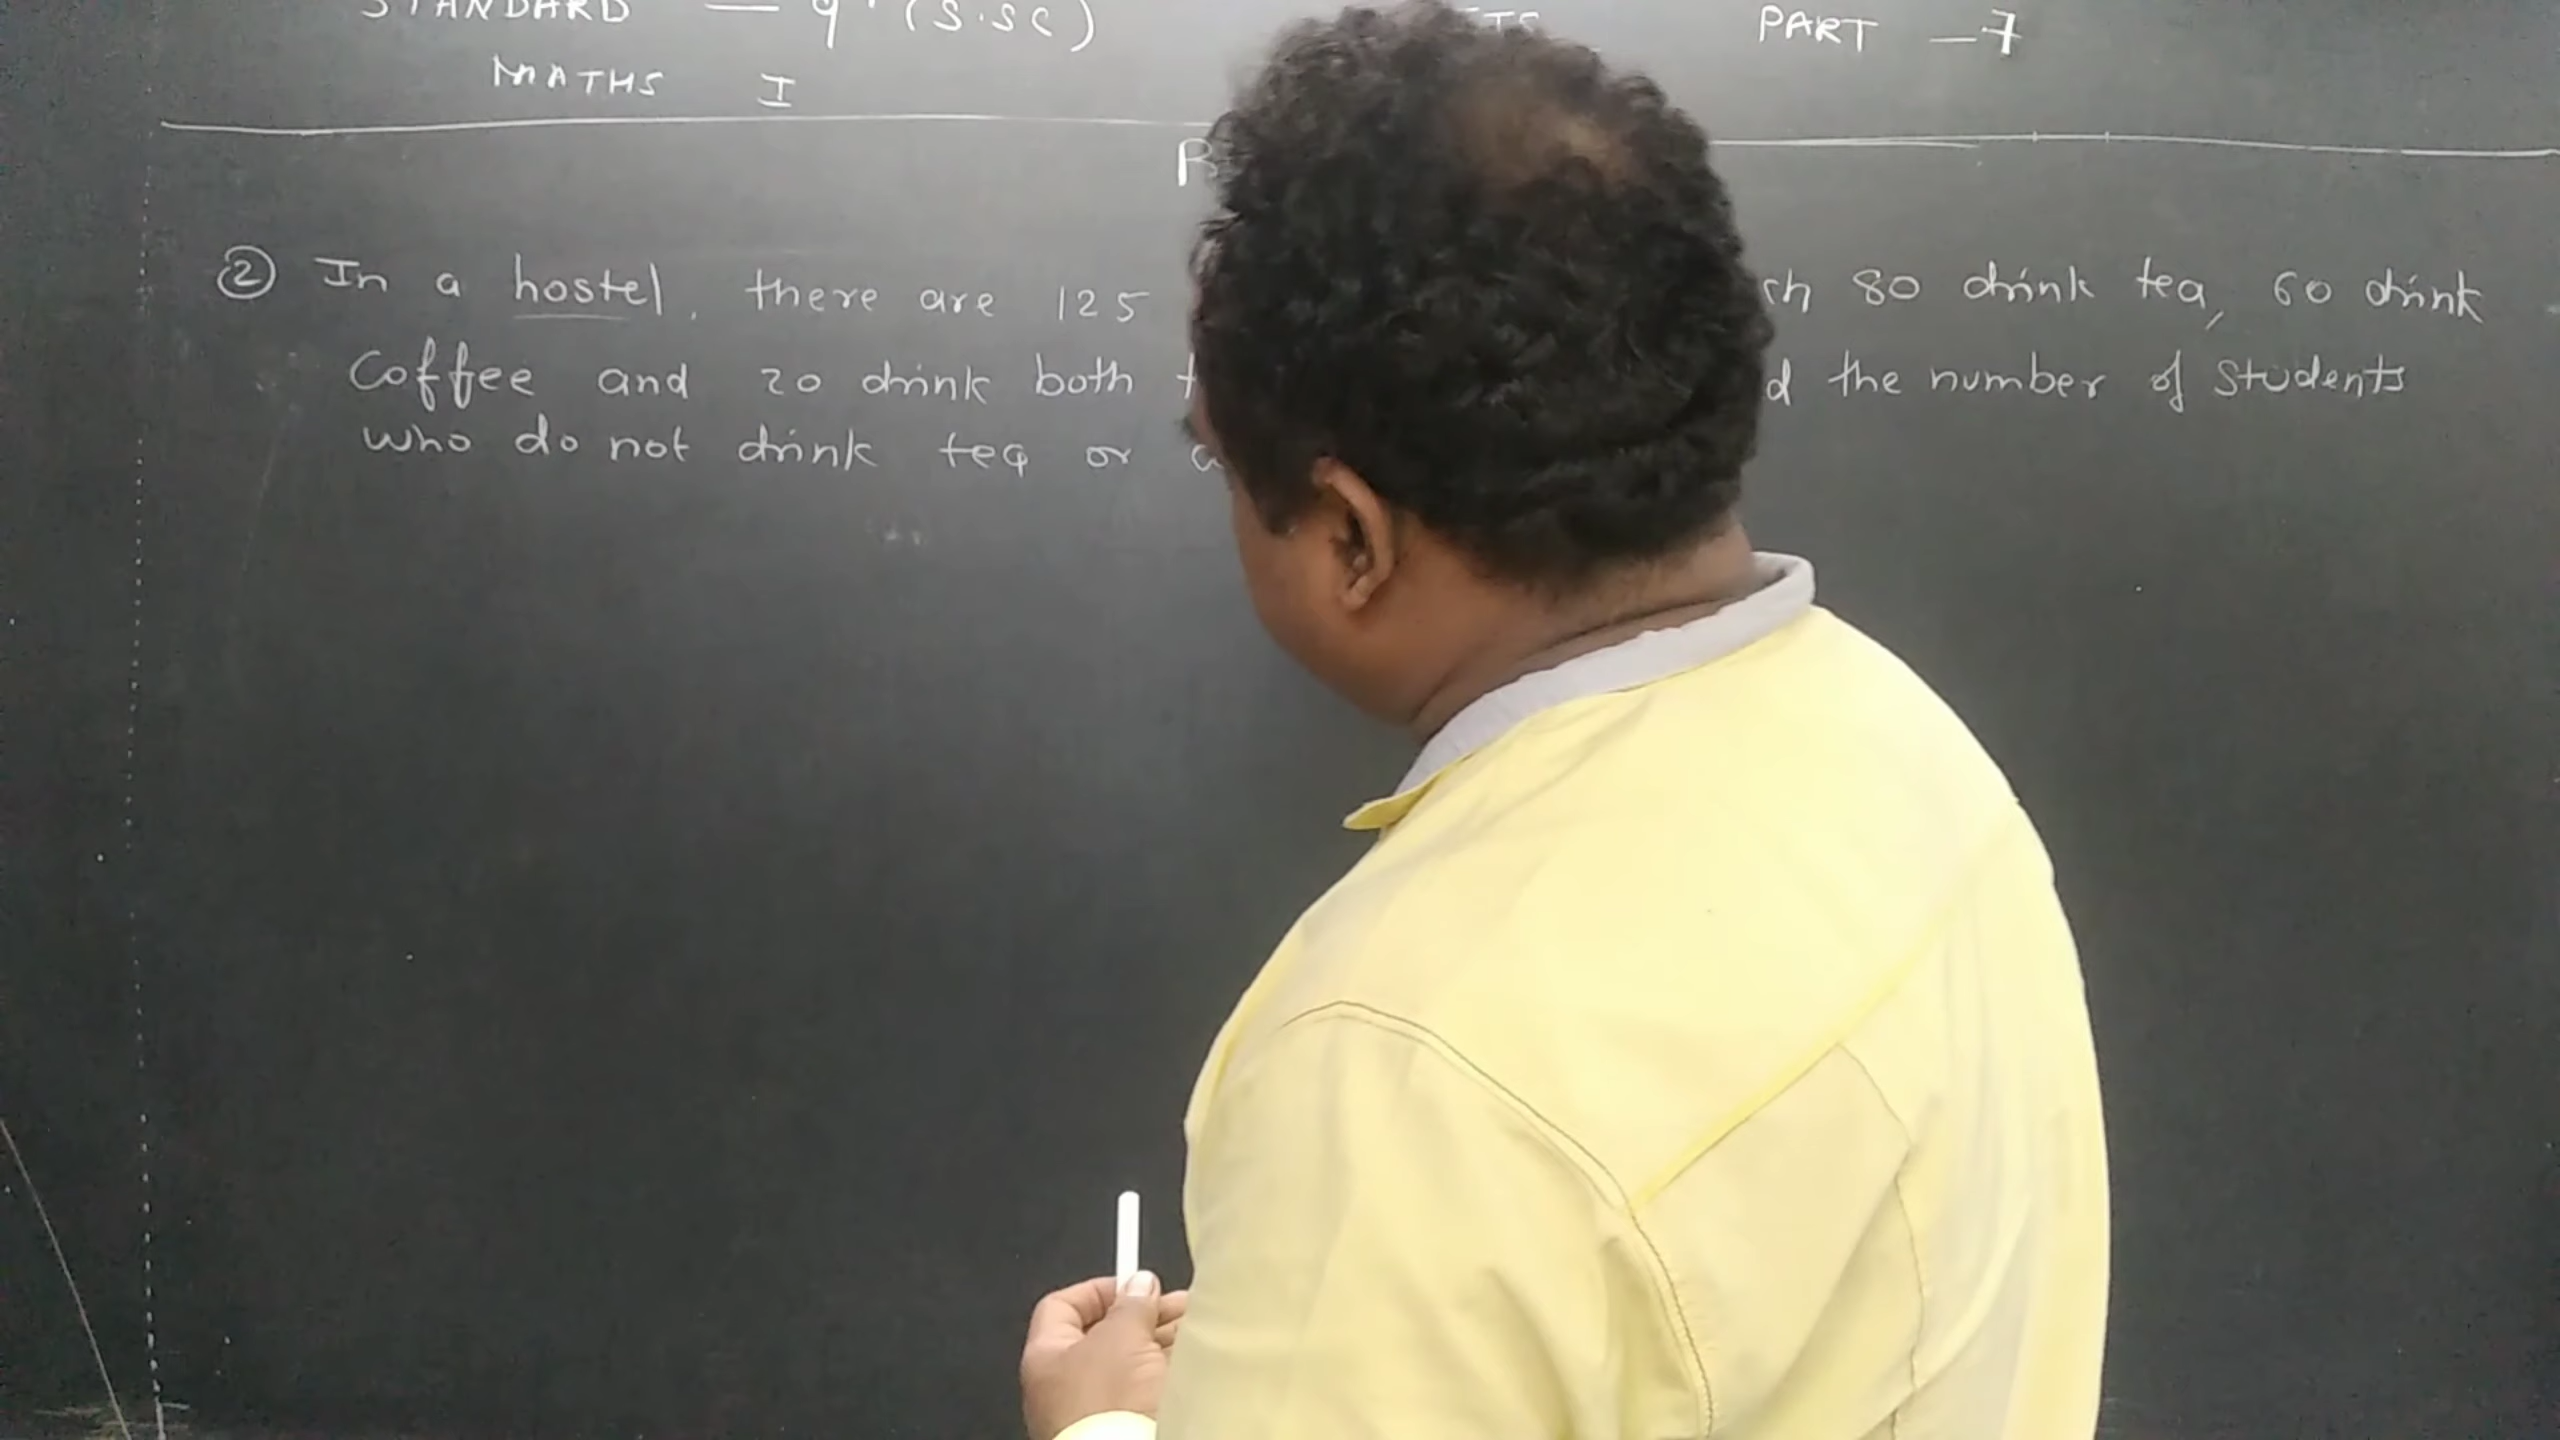 STANDARD — 9 (S.SC) PART — 7
MATHS I
② In a hostel, there are 125 80 drink tea, 60 drink
Coffee and 20 drink both the number of Students
who do not drink tea or